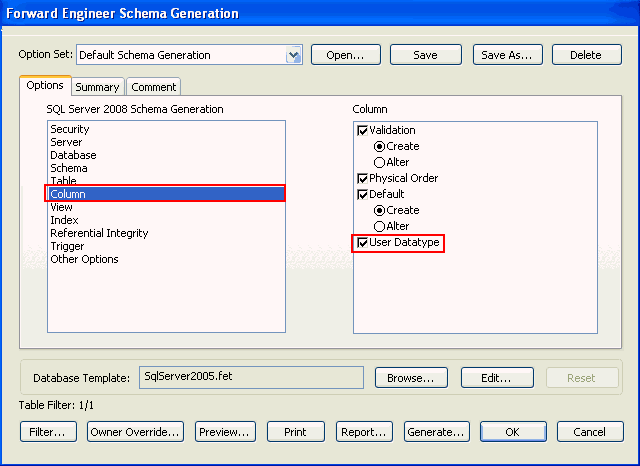 Forward Engineer Schema Generation
Option Set: Default Schema Generation Open... Save Save As... Delete
Options Summary Comment
SQL Server 2008 Schema Generation
Security
Server
Database
Schema
Table
Column
View
Index
Referential Integrity
Trigger
Other Options
Column
Validation
Create
Alter
Physical Order
Default
Create
Alter
User Datatype
Database Template: SqlServer2005.fet Browse... Edit... Reset
Table Filter: 1/1
Filter... Owner Override... Preview... Print Report... Generate... OK Cancel